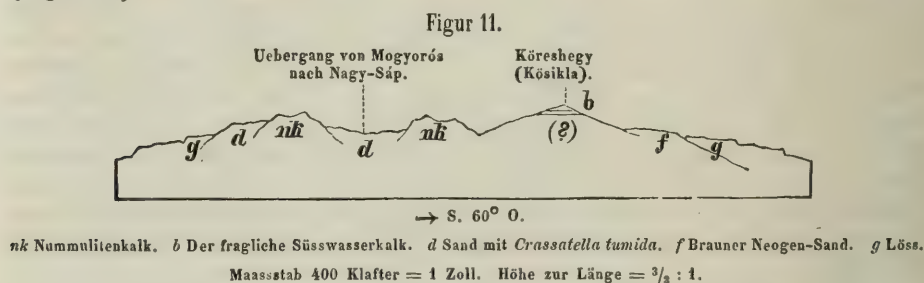 Figur 11.
Uebergang von Mogyorós
nach Nagy-Sáp.
Köreshegy
(Kösikla).
b
g d nk d nk (?) f g
→ S. 60° O.
nk Nummulitenkalk. b Der fragliche Süsswasserkalk. d Sand mit Crassatella tumida. f Brauner Neogen-Sand. g Löss.
Maassstab 400 Klafter = 1 Zoll. Höhe zur Länge = 3/2 : 1.